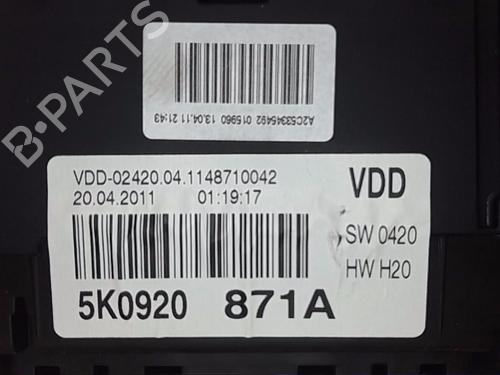 B-PARTS
A2C53345492 015960 13.04.11 21:43
VDD-02420.04.1148710042
20.04.2011 01:19:17
VDD
SW 0420
HW H20
5K0920 871A